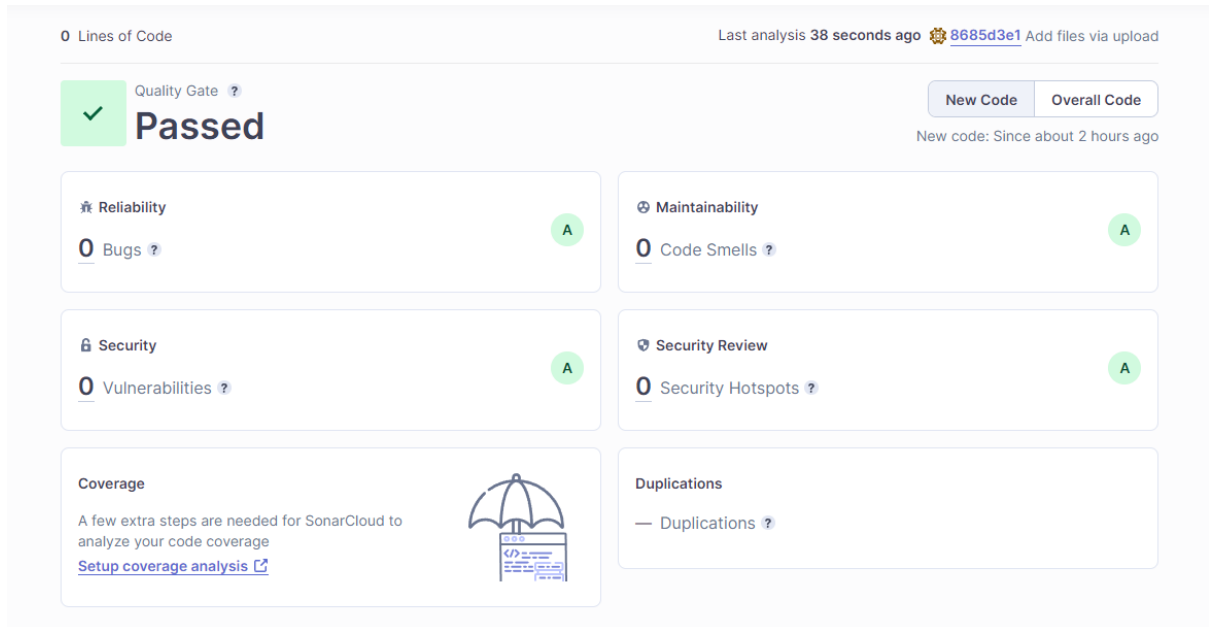 0 Lines of Code
Last analysis 38 seconds ago 8685d3e1 Add files via upload
Quality Gate ?
Passed
New Code Overall Code
New code: Since about 2 hours ago
Reliability
0 Bugs ?
A
Maintainability
0 Code Smells ?
A
Security
0 Vulnerabilities ?
A
Security Review
0 Security Hotspots ?
A
Coverage
A few extra steps are needed for SonarCloud to
analyze your code coverage
Setup coverage analysis
</>
Duplications
— Duplications ?